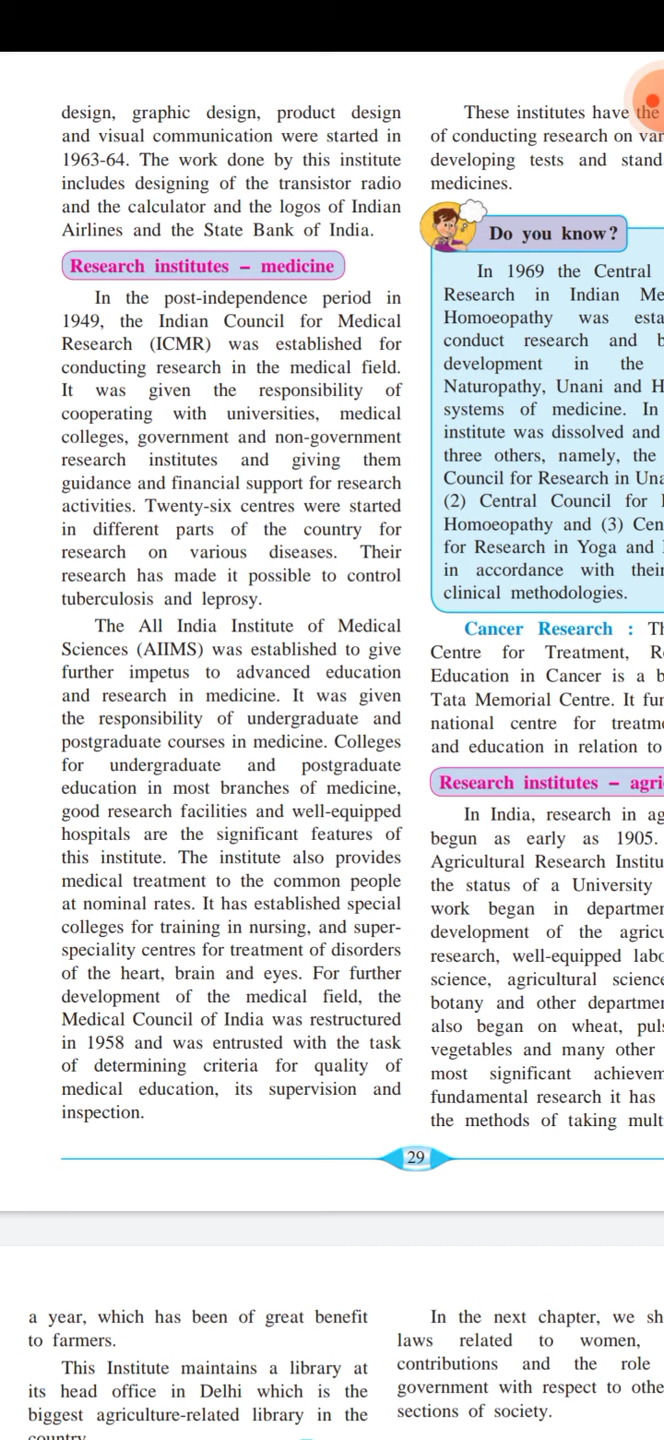 design, graphic design, product design
and visual communication were started in
1963-64. The work done by this institute
includes designing of the transistor radio
and the calculator and the logos of Indian
Airlines and the State Bank of India.
Research institutes – medicine
In the post-independence period in
1949, the Indian Council for Medical
Research (ICMR) was established for
conducting research in the medical field.
It was given the responsibility of
cooperating with universities, medical
colleges, government and non-government
research institutes and giving them
guidance and financial support for research
activities. Twenty-six centres were started
in different parts of the country for
research on various diseases. Their
research has made it possible to control
tuberculosis and leprosy.
The All India Institute of Medical
Sciences (AIIMS) was established to give
further impetus to advanced education
and research in medicine. It was given
the responsibility of undergraduate and
postgraduate courses in medicine. Colleges
for undergraduate and postgraduate
education in most branches of medicine,
good research facilities and well-equipped
hospitals are the significant features of
this institute. The institute also provides
medical treatment to the common people
at nominal rates. It has established special
colleges for training in nursing, and super-
speciality centres for treatment of disorders
of the heart, brain and eyes. For further
development of the medical field, the
Medical Council of India was restructured
in 1958 and was entrusted with the task
of determining criteria for quality of
medical education, its supervision and
inspection.
These institutes have the
of conducting research on
developing tests and
medicines.
Do you know?
In 1969 the Central
Research in Indian
Homoeopathy was
conduct research and
development in the
Naturopathy, Unani and
systems of medicine. In
institute was dissolved and
three others, namely, the
Council for Research in
(2) Central Council for
Homoeopathy and (3)
for Research in Yoga and
in accordance with their
clinical methodologies.
Cancer Research :
Centre for Treatment,
Education in Cancer is a
Tata Memorial Centre. It
national centre for
and education in relation to
Research institutes –
In India, research in
begun as early as 1905.
Agricultural Research
the status of a University
work began in
development of the
research, well-equipped
science, agricultural
botany and other
also began on wheat,
vegetables and many other
most significant
fundamental research it has
the methods of taking
29
a year, which has been of great benefit
to farmers.
This Institute maintains a library at
its head office in Delhi which is the
biggest agriculture-related library in the
country.
In the next chapter, we
laws related to women,
contributions and the role
government with respect to
sections of society.